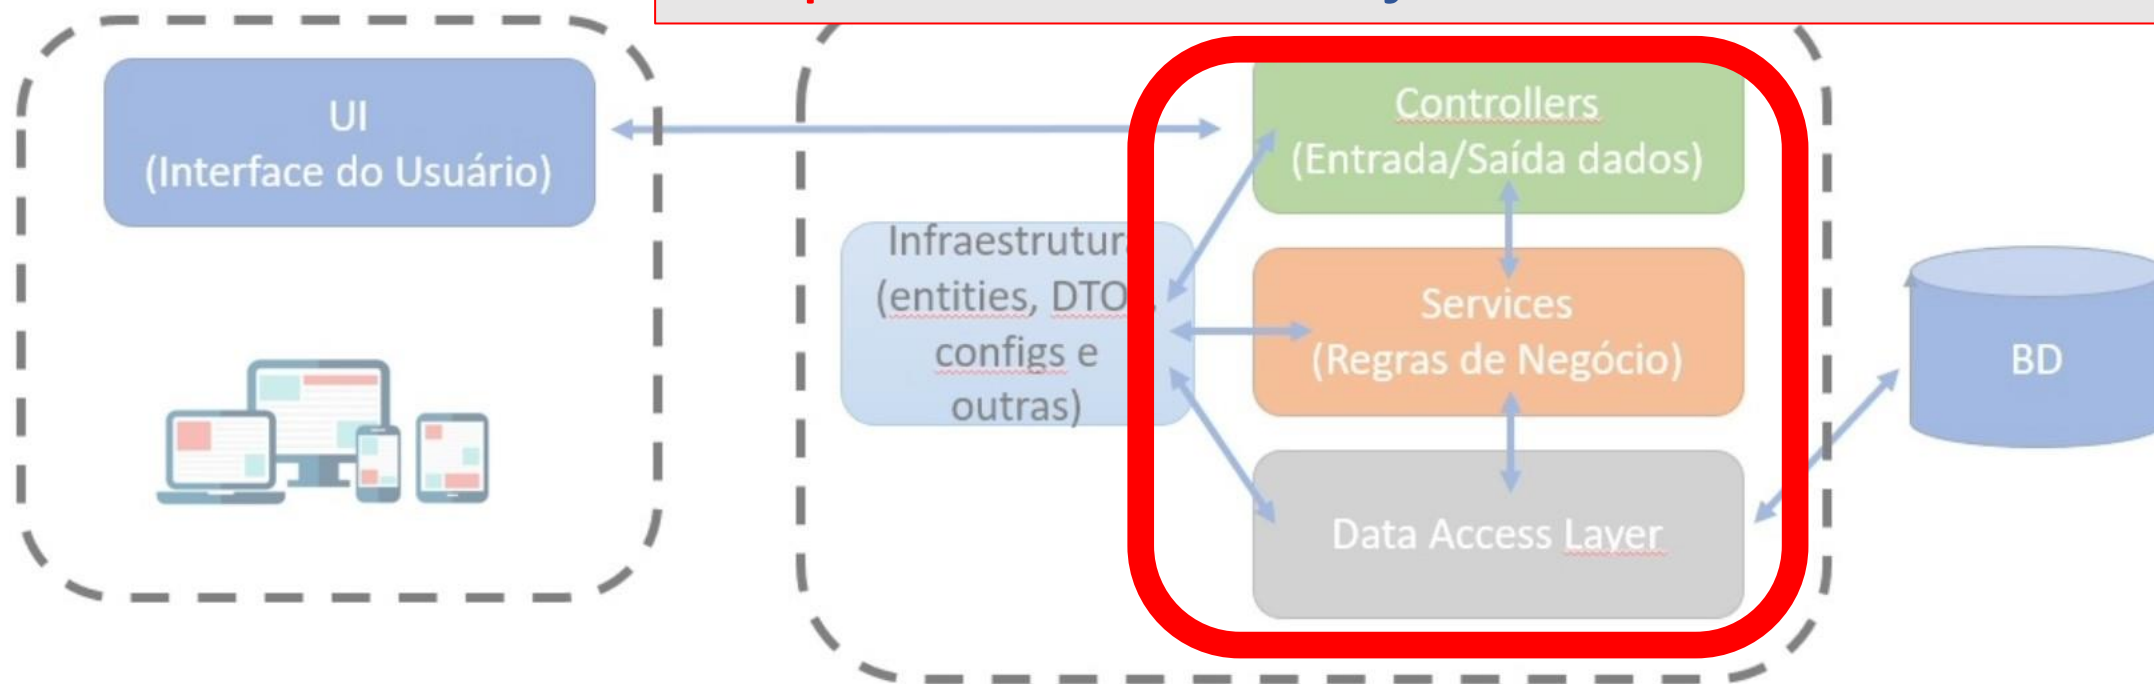 UI
(Interface do Usuário)
Controllers
(Entrada/Saída dados)
Infraestrutur
(entities, DTO
configs e
outras)
Services
(Regras de Negócio)
Data Access Layer
BD